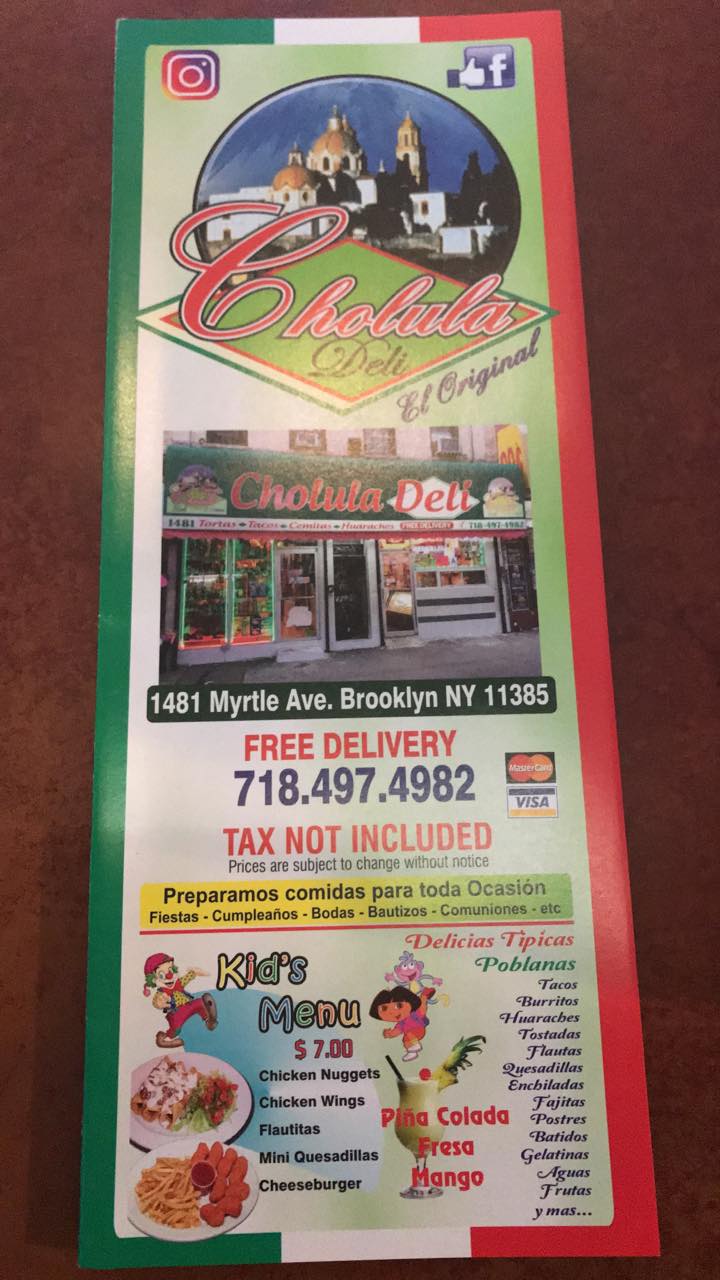 Cholula
Deli
El Original
Cholula Deli
1481 Tortas Tacos Cemitas Huaraches FREE DELIVERY 718-497-4982
1481 Myrtle Ave. Brooklyn NY 11385
FREE DELIVERY
718.497.4982
MasterCard
VISA
TAX NOT INCLUDED
Prices are subject to change without notice
Preparamos comidas para toda Ocasión
Fiestas - Cumpleaños - Bodas - Bautizos - Comuniones - etc
Kid's
Menu
$ 7.00
Chicken Nuggets
Chicken Wings
Flautitas
Mini Quesadillas
Cheeseburger
Piña Colada
Fresa
Mango
Delicias Tipicas
Poblanas
Tacos
Burritos
Huaraches
Tostadas
Flautas
Quesadillas
Enchiladas
Fajitas
Postres
Batidos
Gelatinas
Aguas
Frutas
y mas...